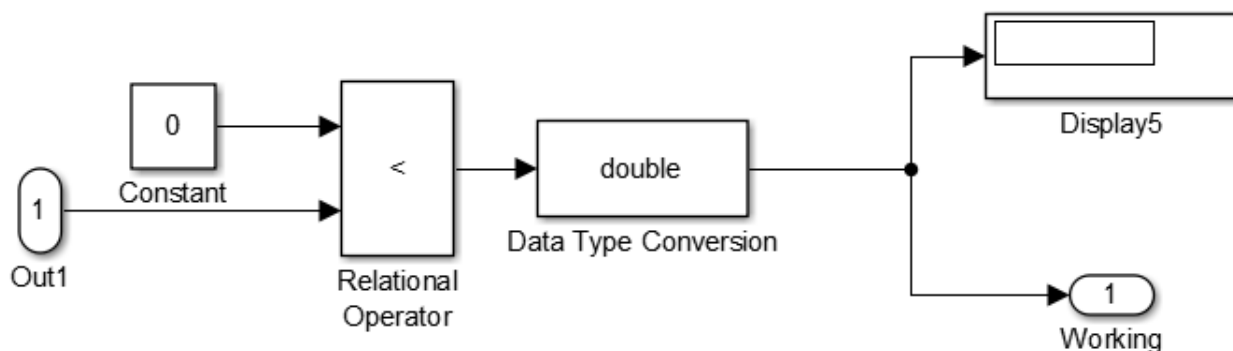 0
Constant
1
Out1
<
Relational
Operator
double
Data Type Conversion
Display5
1
Working